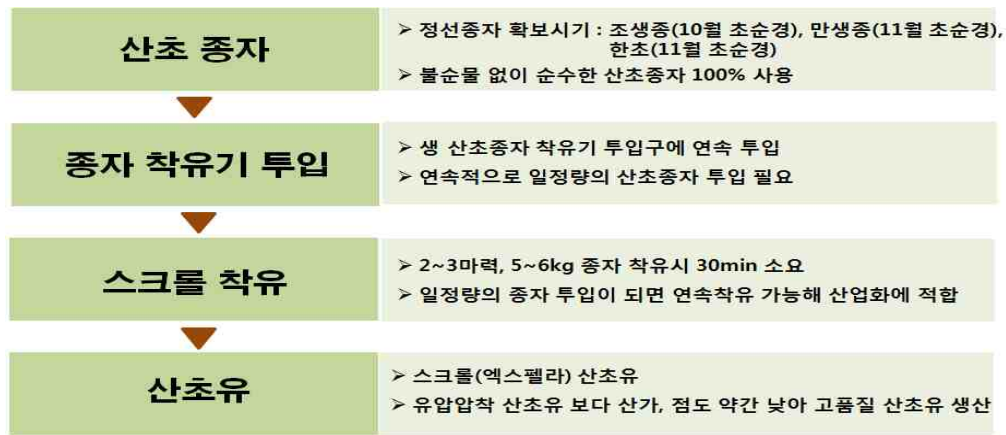 산초 종자
➢ 정선종자 확보시기 : 조생종(10월 초순경), 만생종(11월 초순경),
한초(11월 초순경)
➢ 불순물 없이 순수한 산초종자 100% 사용
종자 착유기 투입
➢ 생 산초종자 착유기 투입구에 연속 투입
➢ 연속적으로 일정량의 산초종자 투입 필요
스크롤 착유
➢ 2~3마력, 5~6kg 종자 착유시 30min 소요
➢ 일정량의 종자 투입이 되면 연속착유 가능해 산업화에 적합
산초유
➢ 스크롤(엑스펠라) 산초유
➢ 유압압착 산초유 보다 산가, 점도 약간 낮아 고품질 산초유 생산